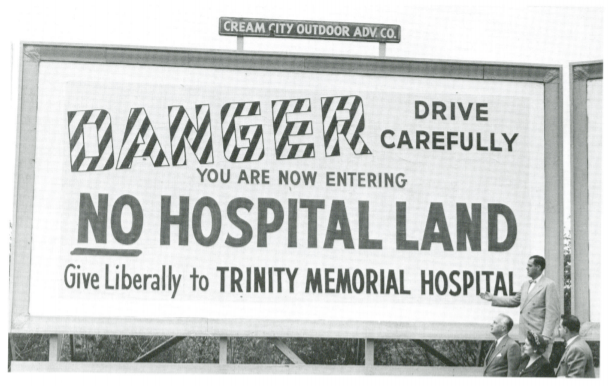 CREAM CITY OUTDOOR ADV. CO.
DANGER DRIVE CAREFULLY
YOU ARE NOW ENTERING
NO HOSPITAL LAND
Give Liberally to TRINITY MEMORIAL HOSPITAL